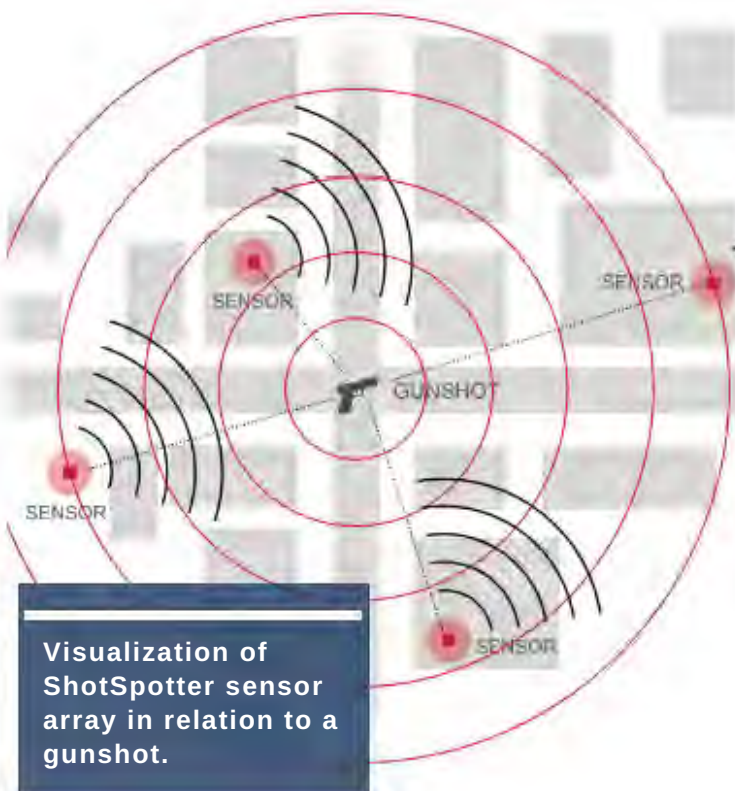 SENSOR
SENSOR
GUNSHOT
SENSOR
SENSOR
Visualization of
ShotSpotter sensor
array in relation to a
gunshot.